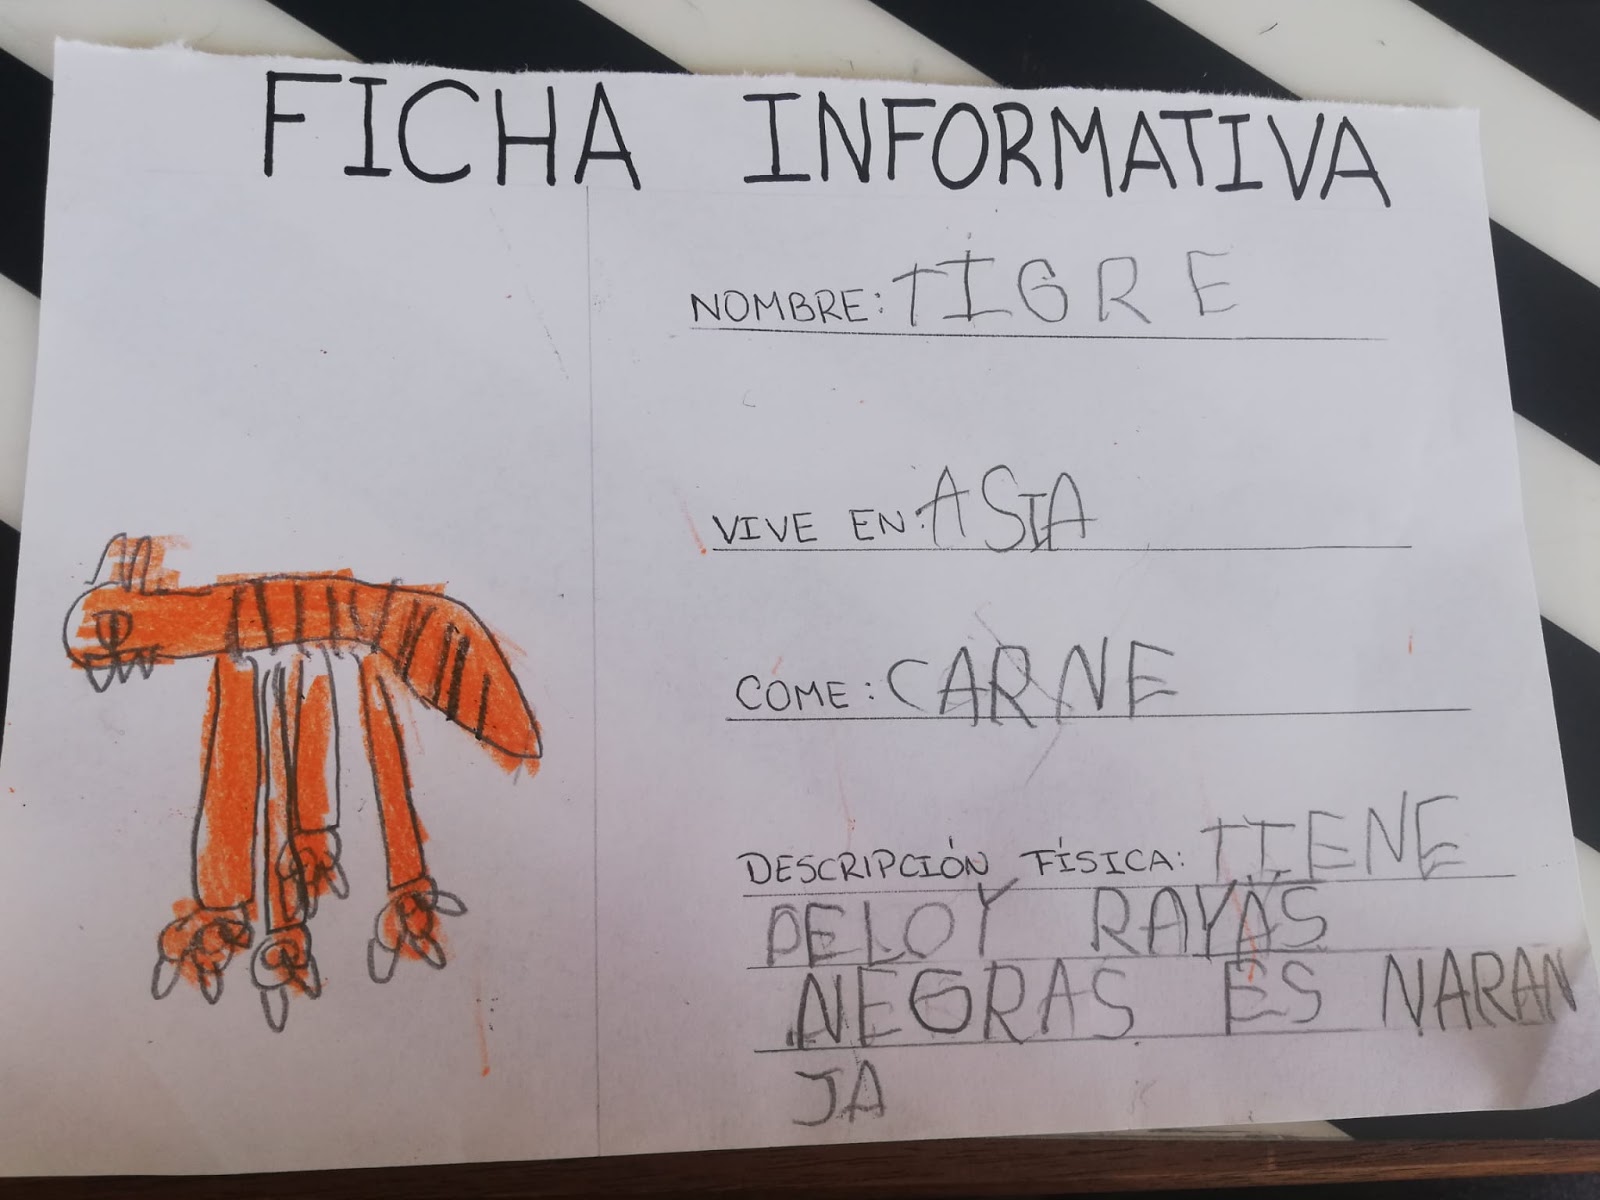 FICHA INFORMATIVA
NOMBRE: TIGRE
VIVE EN: ASIA
COME: CARNE
DESCRIPCIÓN FÍSICA: TIENE
PELO Y RAYAS
NEGRAS ES NARAN
JA